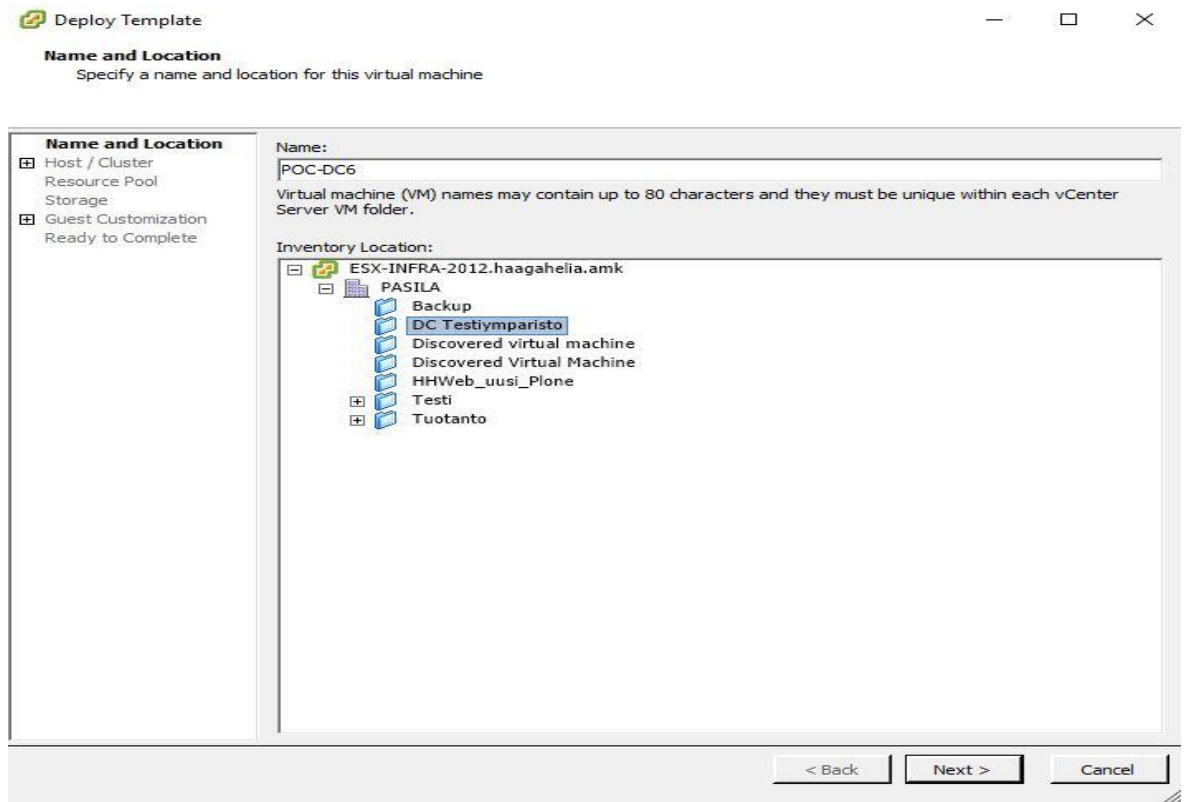 Deploy Template
Name and Location
Specify a name and location for this virtual machine
Name and Location
Host / Cluster
Resource Pool
Storage
Guest Customization
Ready to Complete
Name:
POC-DC6
Virtual machine (VM) names may contain up to 80 characters and they must be unique within each vCenter
Server VM folder.
Inventory Location:
ESX-INFRA-2012.haagahelia.amk
PASILA
Backup
DC Testiymparisto
Discovered virtual machine
Discovered Virtual Machine
HHWeb_uusi_Plone
Testi
Tuotanto
< Back
Next >
Cancel